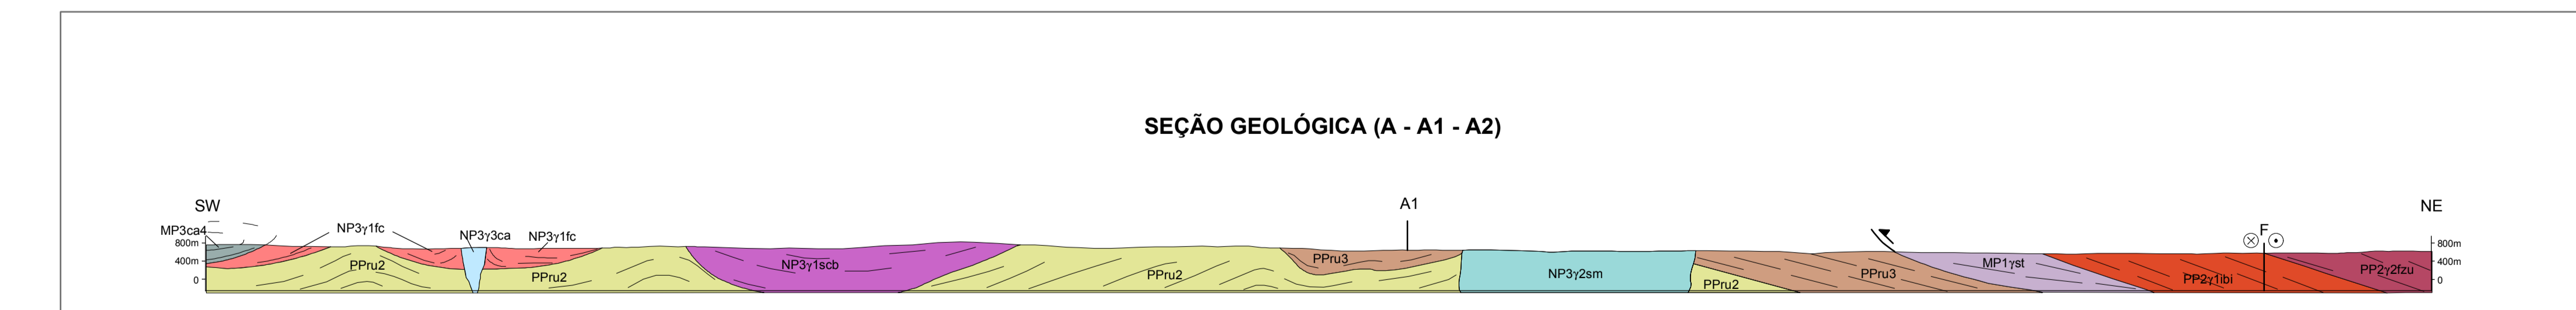 SEÇÃO GEOLÓGICA (A - A1 - A2)
SW
A1
NE
MP3ca4
NP3γ1fc
NP3γ3ca
NP3γ1fc
F
800m
400m
0
800m
400m
0
PPru2
PPru2
NP3γ1scb
PPru2
PPru3
NP3γ2sm
PPru2
PPru3
MP1γst
PP2γ1ibi
PP2γ2fzu